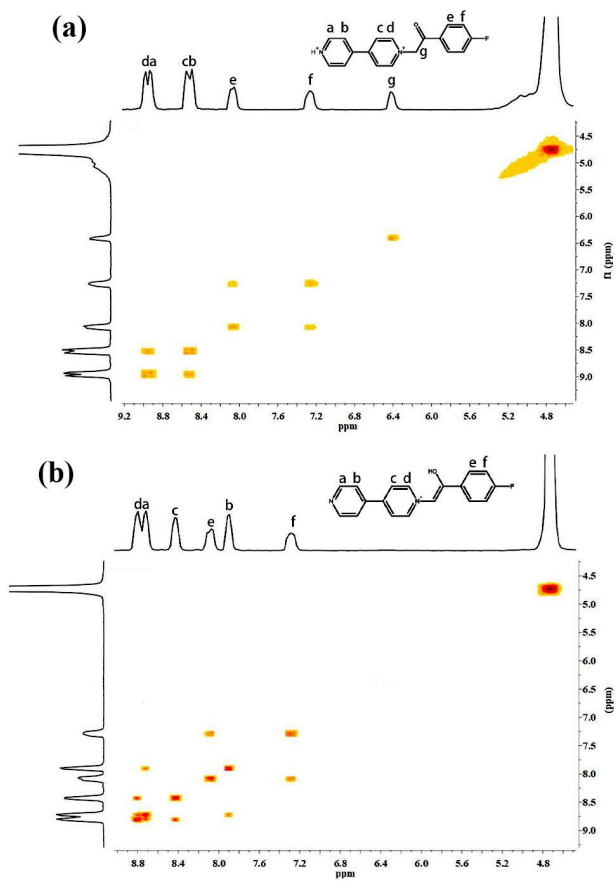 (a)
a b c d O e f
H⁺ N⁺ g F
da cb e f g
4.5
5.0
5.5
6.0
6.5
7.0
7.5
8.0
8.5
9.0
f1 (ppm)
9.2 8.8 8.4 8.0 7.6 7.2 6.8 6.4 6.0 5.6 5.2 4.8
ppm
(b)
HO e f
a b c d
N N⁺ F
da c e b f
4.5
5.0
5.5
6.0
6.5
7.0
7.5
8.0
8.5
9.0
(ppm)
8.8 8.4 8.0 7.6 7.2 6.8 6.4 6.0 5.6 5.2 4.8
ppm